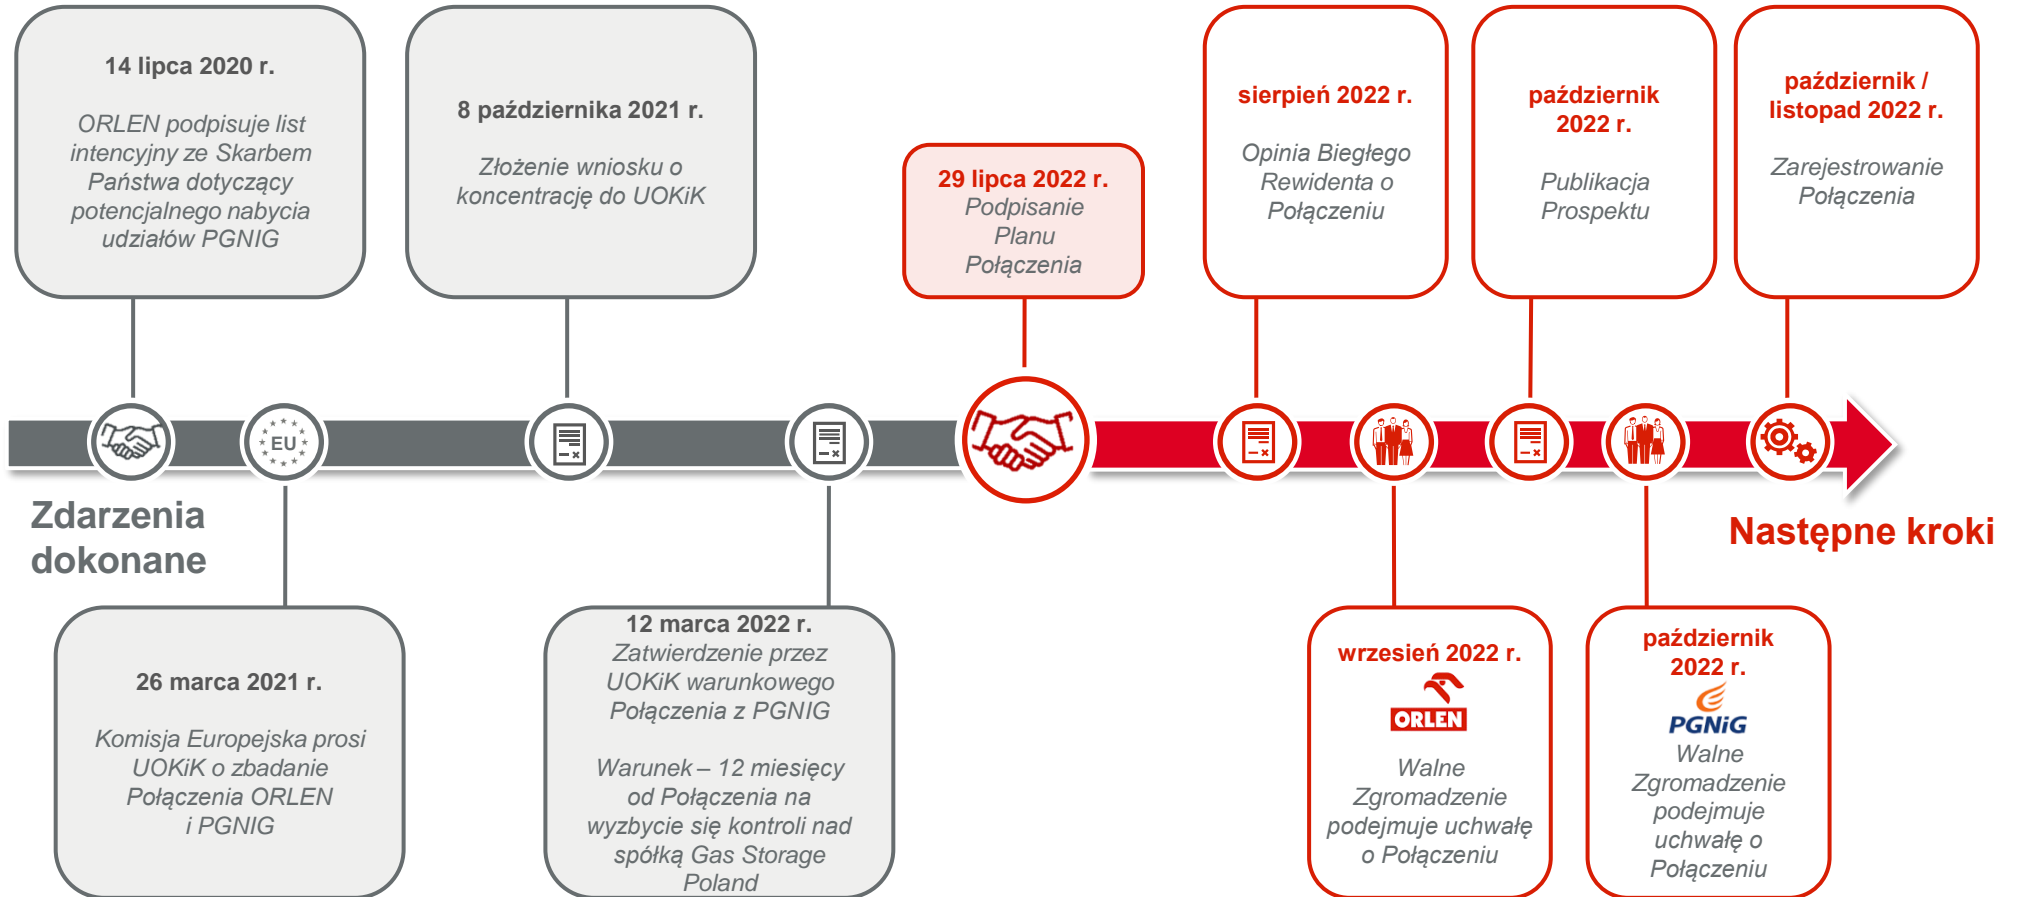 14 lipca 2020 r.
ORLEN podpisuje list
intencyjny ze Skarbem
Państwa dotyczący
potencjalnego nabycia
udziałów PGNIG
8 października 2021 r.
Złożenie wniosku o
koncentrację do UOKiK
29 lipca 2022 r.
Podpisanie
Planu
Połączenia
sierpień 2022 r.
Opinia Biegłego
Rewidenta o
Połączeniu
październik
2022 r.
Publikacja
Prospektu
październik /
listopad 2022 r.
Zarejestrowanie
Połączenia
EU
Zdarzenia
dokonane
Następne kroki
26 marca 2021 r.
Komisja Europejska prosi
UOKiK o zbadanie
Połączenia ORLEN
i PGNIG
12 marca 2022 r.
Zatwierdzenie przez
UOKiK warunkowego
Połączenia z PGNIG
Warunek – 12 miesięcy
od Połączenia na
wyzbycie się kontroli nad
spółką Gas Storage
Poland
wrzesień 2022 r.
ORLEN
Walne
Zgromadzenie
podejmuje uchwałę
o Połączeniu
październik
2022 r.
PGNiG
Walne
Zgromadzenie
podejmuje
uchwałę o
Połączeniu